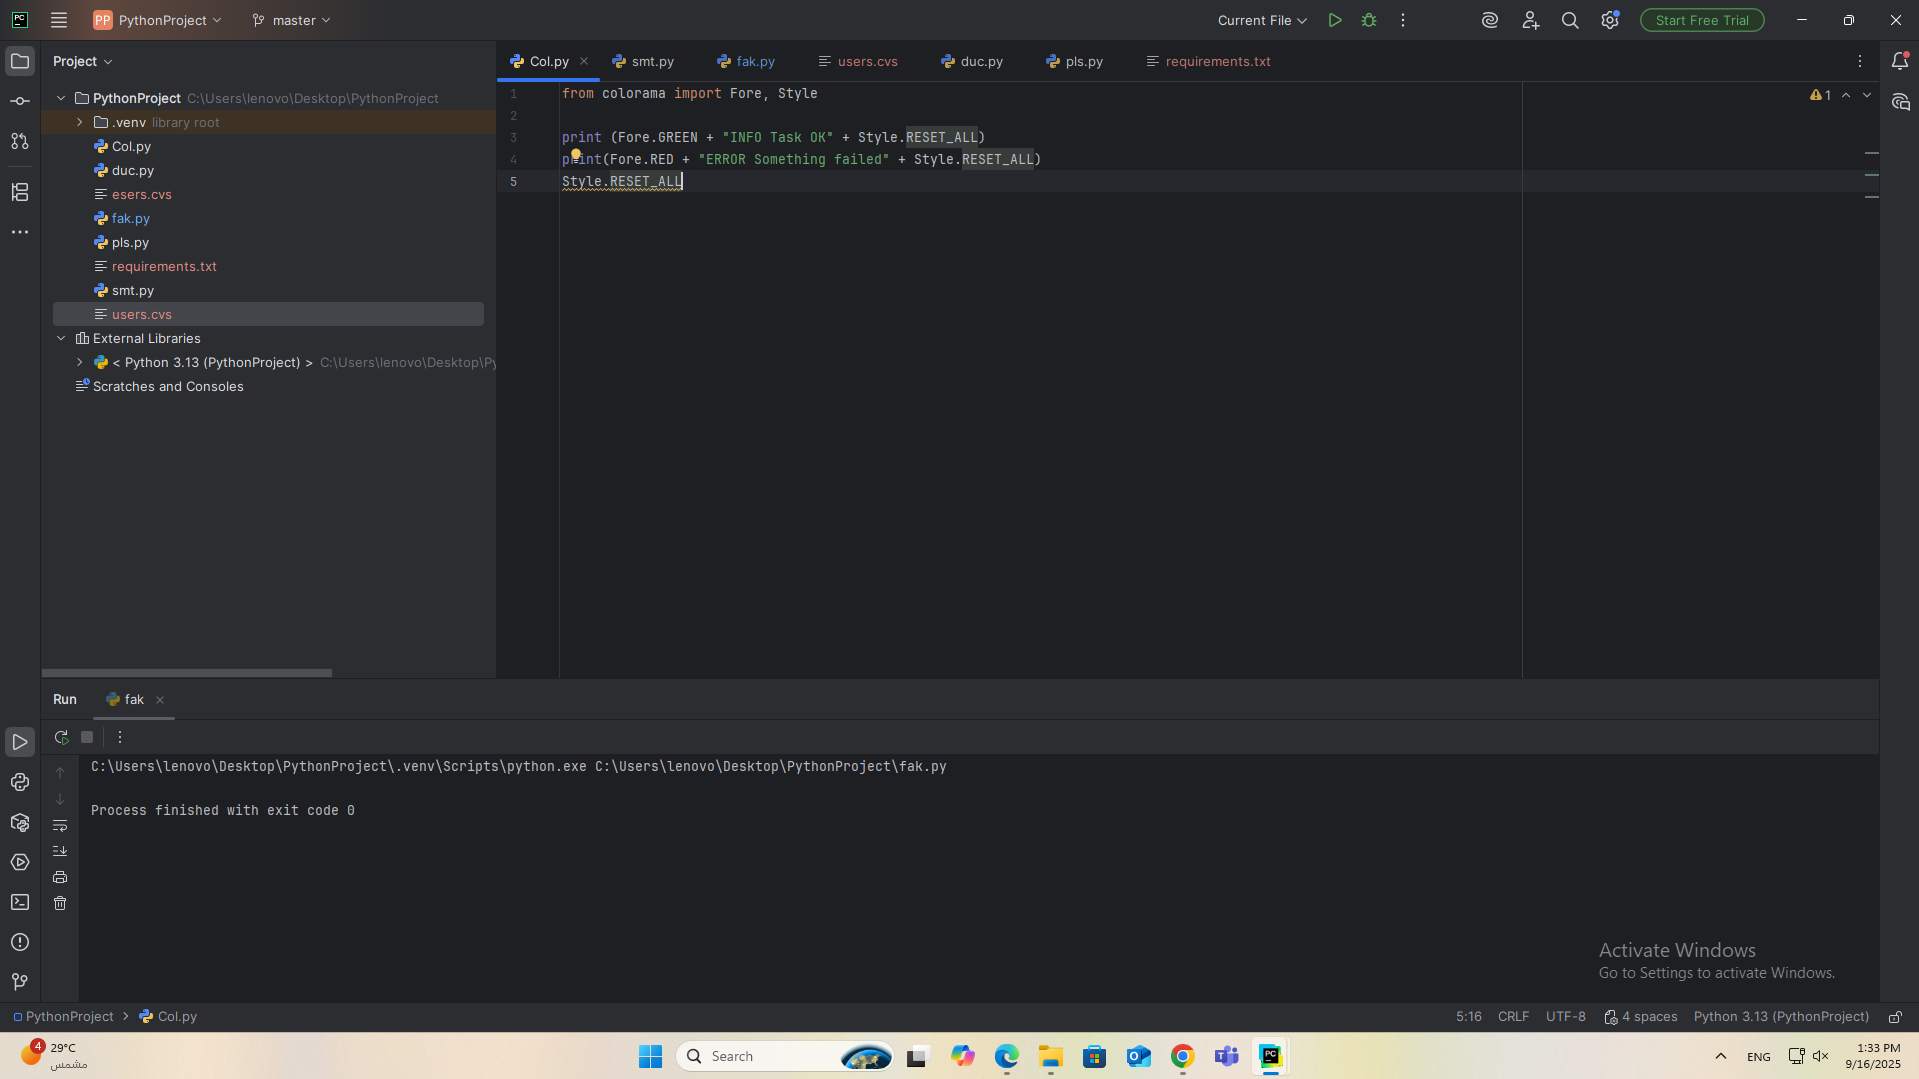 PC
PP PythonProject
master
Current File
Start Free Trial
Project
Col.py
smt.py
fak.py
users.cvs
duc.py
pls.py
requirements.txt
PythonProject C:\Users\lenovo\Desktop\PythonProject
.venv library root
Col.py
duc.py
esers.cvs
fak.py
pls.py
requirements.txt
smt.py
users.cvs
External Libraries
< Python 3.13 (PythonProject) > C:\Users\lenovo\Desktop\Py
Scratches and Consoles
1 from colorama import Fore, Style
2
3 print (Fore.GREEN + "INFO Task OK" + Style.RESET_ALL)
4 print(Fore.RED + "ERROR Something failed" + Style.RESET_ALL)
5 Style.RESET_ALL
1
Run
fak
C:\Users\lenovo\Desktop\PythonProject\.venv\Scripts\python.exe C:\Users\lenovo\Desktop\PythonProject\fak.py
Process finished with exit code 0
Activate Windows
Go to Settings to activate Windows.
PythonProject > Col.py
5:16 CRLF UTF-8 4 spaces Python 3.13 (PythonProject)
4
29°C
مشمس
Search
PC
ENG
1:33 PM
9/16/2025